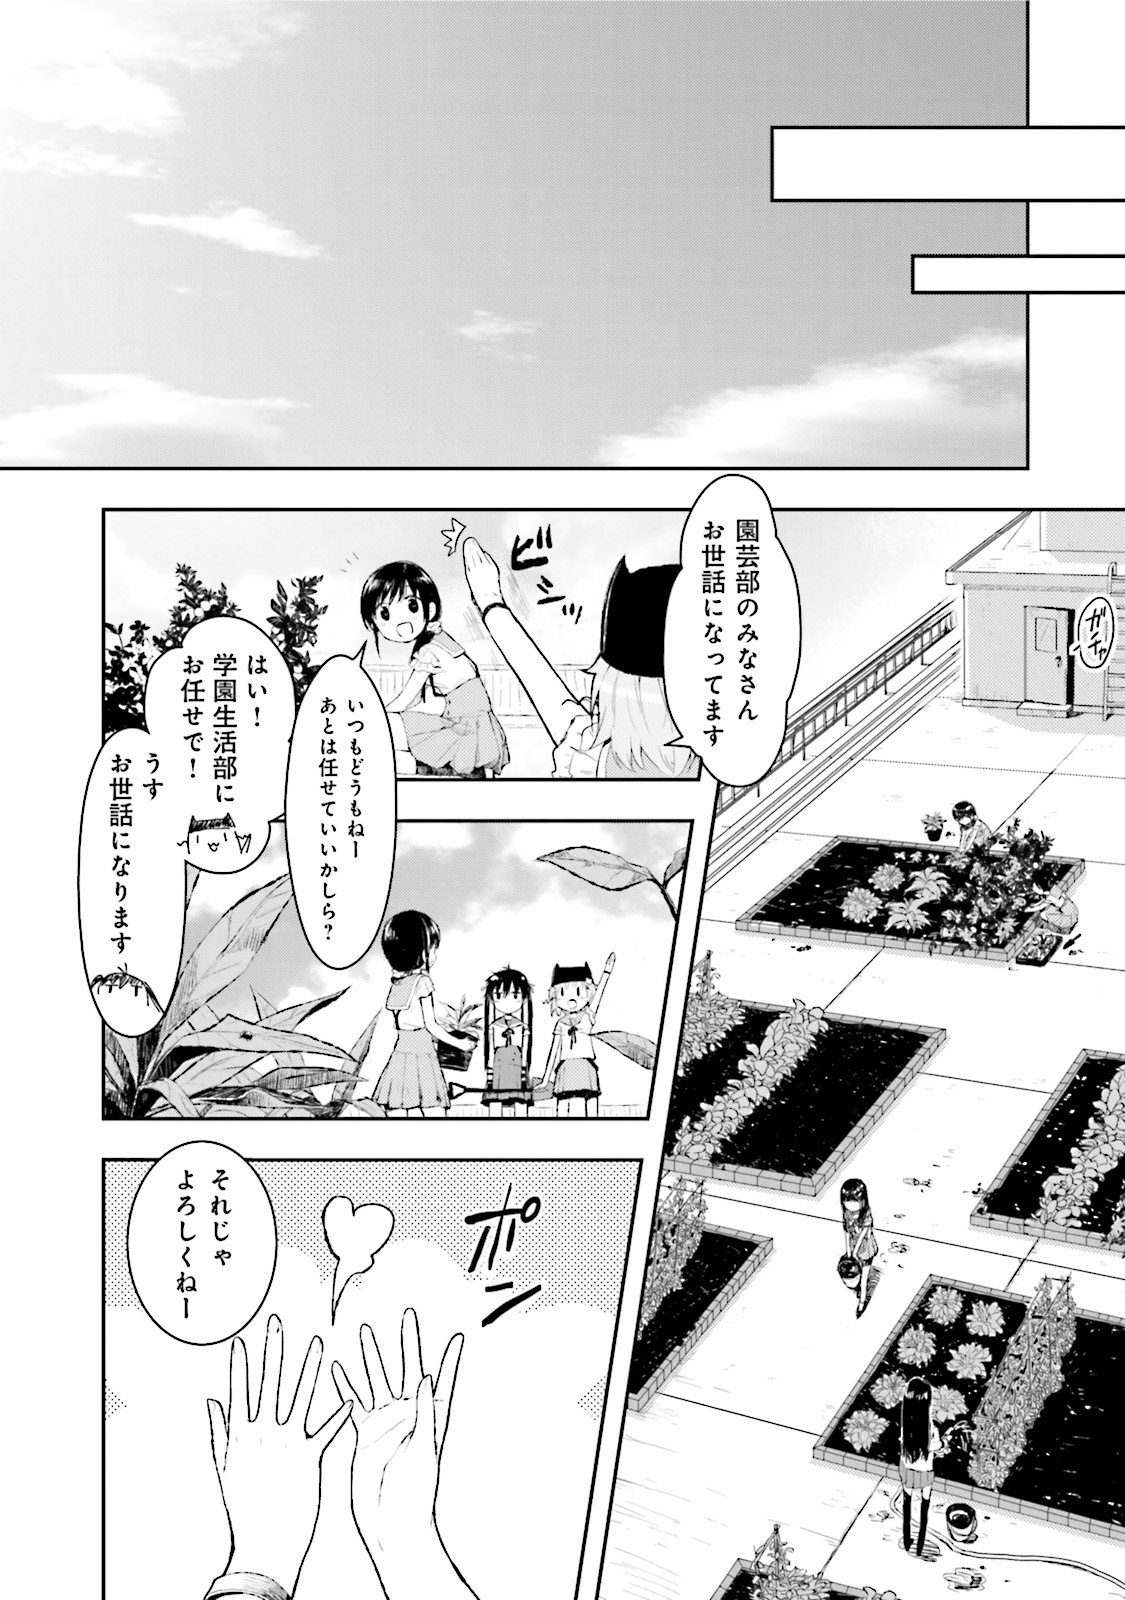 ガチャ
園芸部のみなさん
お世話になってます
ビシッ
いつもどうもねー
あとは任せていいかしら？
はい！
学園生活部に
お任せで！
うす
お世話になります
それじゃ
よろしくねー
ポン